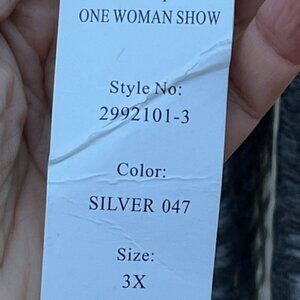 ONE WOMAN SHOW
Style No:
2992101-3
Color:
SILVER 047
Size:
3X